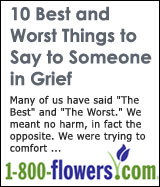 10 Best and
Worst Things to
Say to Someone
in Grief
Many of us have said "The
Best" and "The Worst." We
meant no harm, in fact the
opposite. We were trying to
comfort ...
1-800-flowers.com